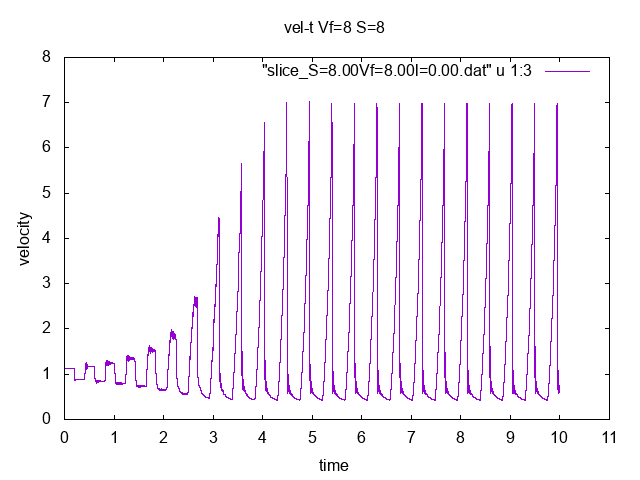 vel-t Vf=8 S=8
"slice_S=8.00Vf=8.00I=0.00.dat" u 1:3
8
7
6
5
4
3
2
1
0
velocity
0 1 2 3 4 5 6 7 8 9 10 11
time